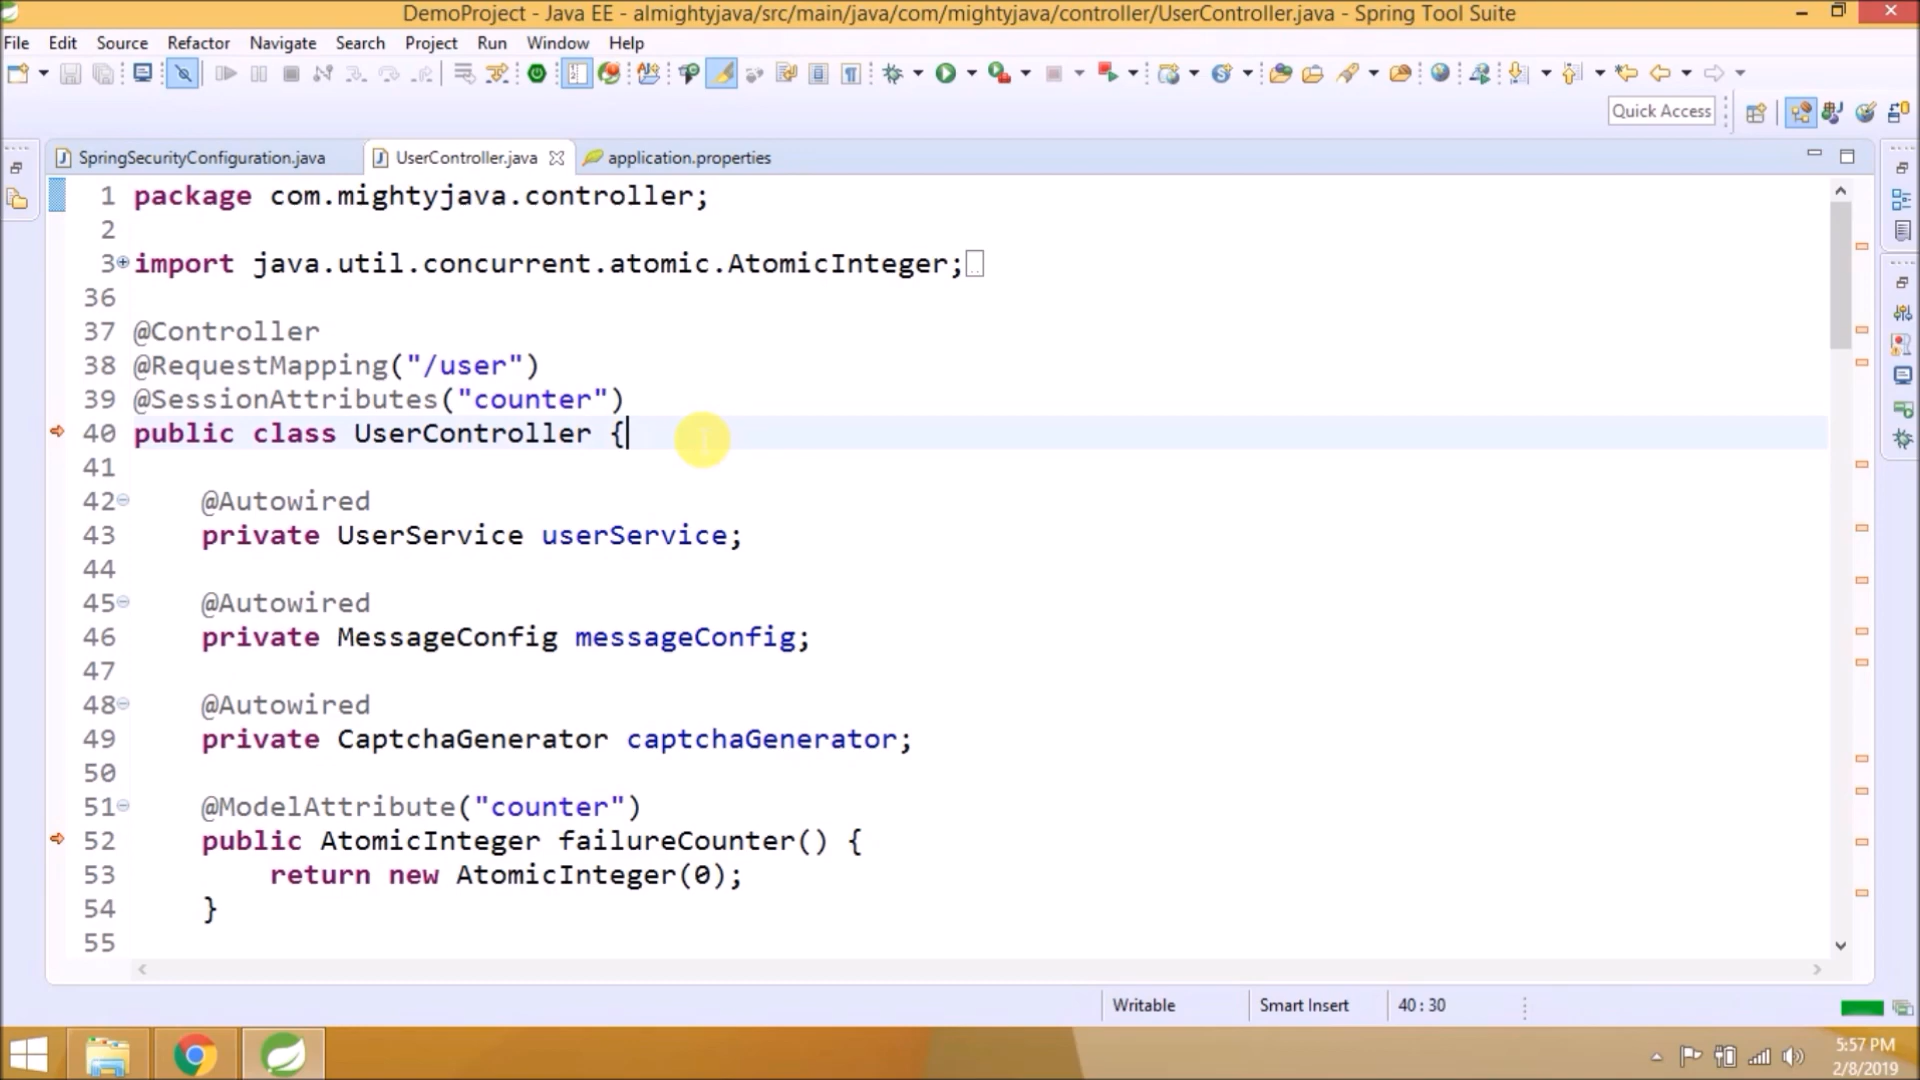 DemoProject - Java EE - almightyjava/src/main/java/com/mightyjava/controller/UserController.java - Spring Tool Suite
File Edit Source Refactor Navigate Search Project Run Window Help
Quick Access
SpringSecurityConfiguration.java UserController.java application.properties
1 package com.mightyjava.controller;
2
3 import java.util.concurrent.atomic.AtomicInteger;
36
37 @Controller
38 @RequestMapping("/user")
39 @SessionAttributes("counter")
40 public class UserController {
41
42 @Autowired
43 private UserService userService;
44
45 @Autowired
46 private MessageConfig messageConfig;
47
48 @Autowired
49 private CaptchaGenerator captchaGenerator;
50
51 @ModelAttribute("counter")
52 public AtomicInteger failureCounter() {
53 return new AtomicInteger(0);
54 }
55
Writable Smart Insert 40 : 30
5:57 PM
2/8/2019